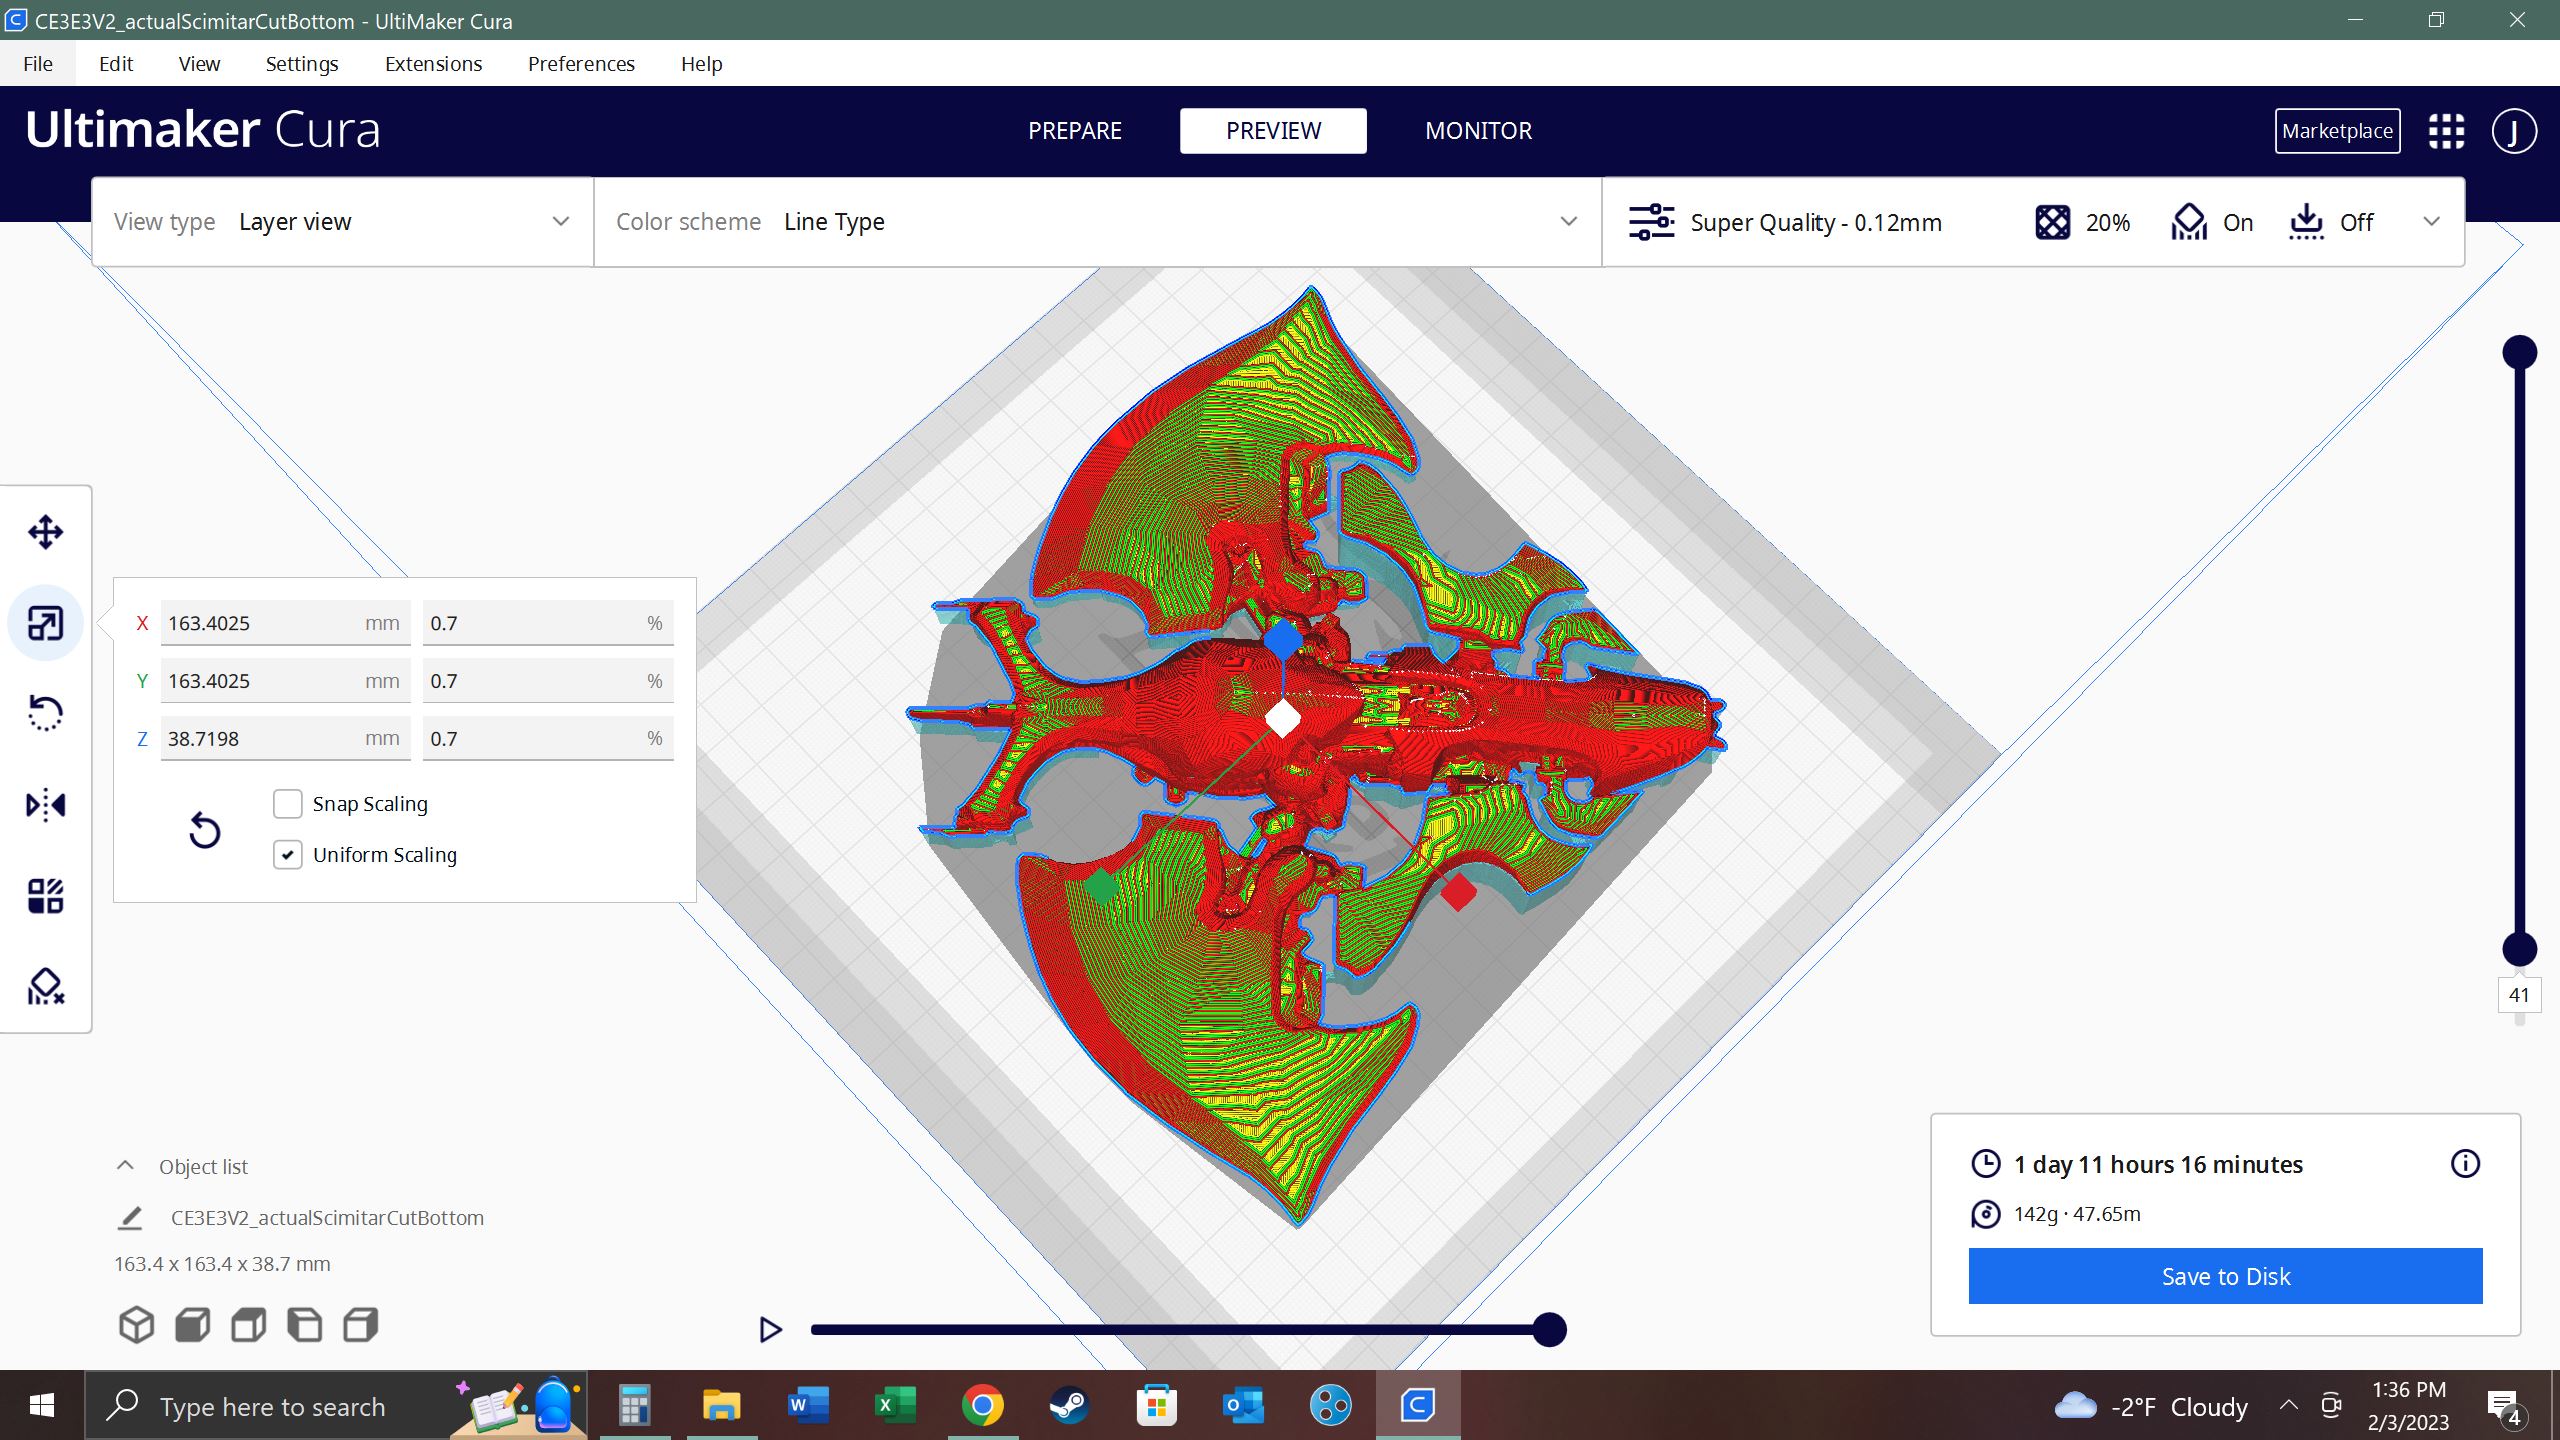 CE3E3V2_actualScimitarCutBottom - UltiMaker Cura
File Edit View Settings Extensions Preferences Help
Ultimaker Cura
PREPARE PREVIEW MONITOR
Marketplace
J
View type Layer view
Color scheme Line Type
Super Quality - 0.12mm 20% On Off
X 163.4025 mm 0.7 %
Y 163.4025 mm 0.7 %
Z 38.7198 mm 0.7 %
Snap Scaling
Uniform Scaling
41
Object list
CE3E3V2_actualScimitarCutBottom
163.4 x 163.4 x 38.7 mm
1 day 11 hours 16 minutes
142g · 47.65m
Save to Disk
Type here to search
-2°F Cloudy
1:36 PM
2/3/2023
4